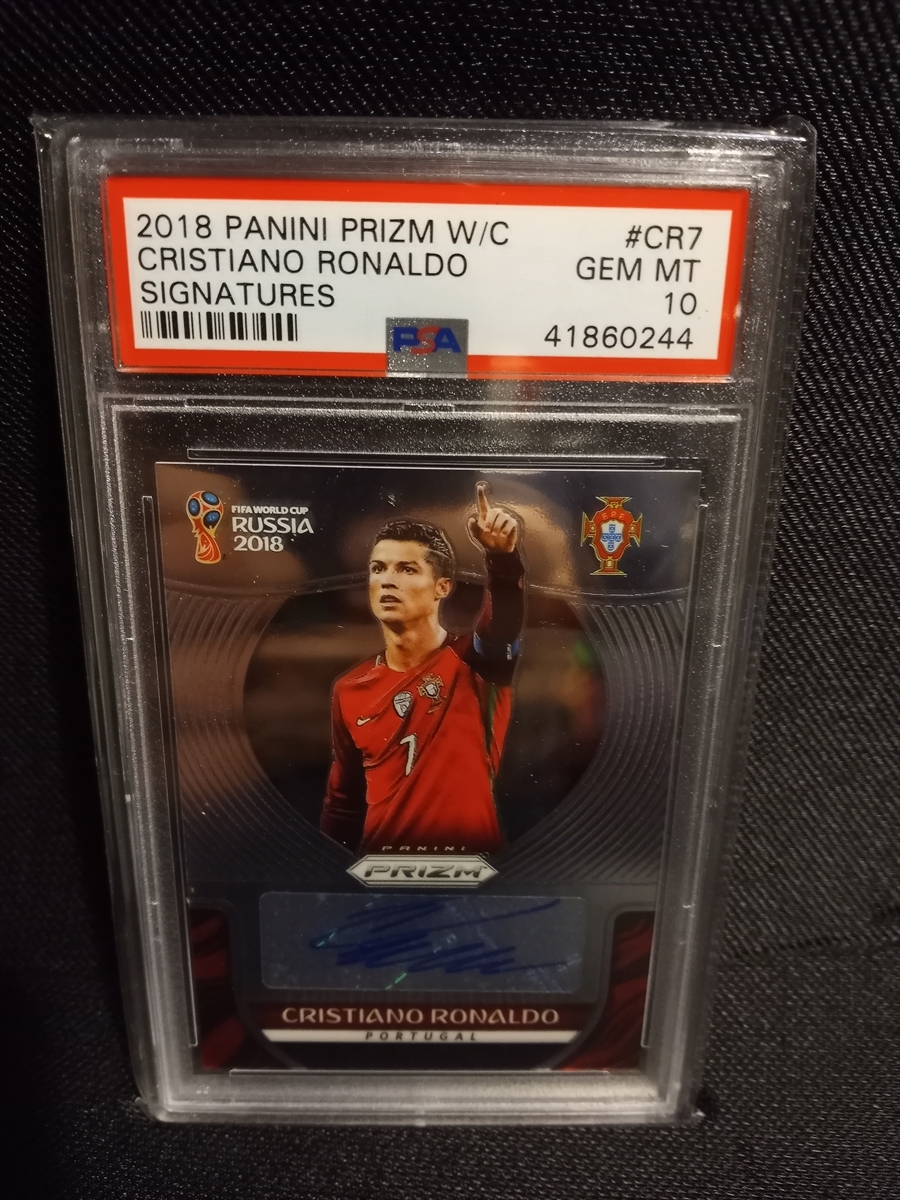 2018 PANINI PRIZM W/C #CR7
CRISTIANO RONALDO GEM MT
SIGNATURES 10
PSA 41860244
FIFA WORLD CUP
RUSSIA
2018
FPF
7
PANINI
PRIZM
CRISTIANO RONALDO
PORTUGAL